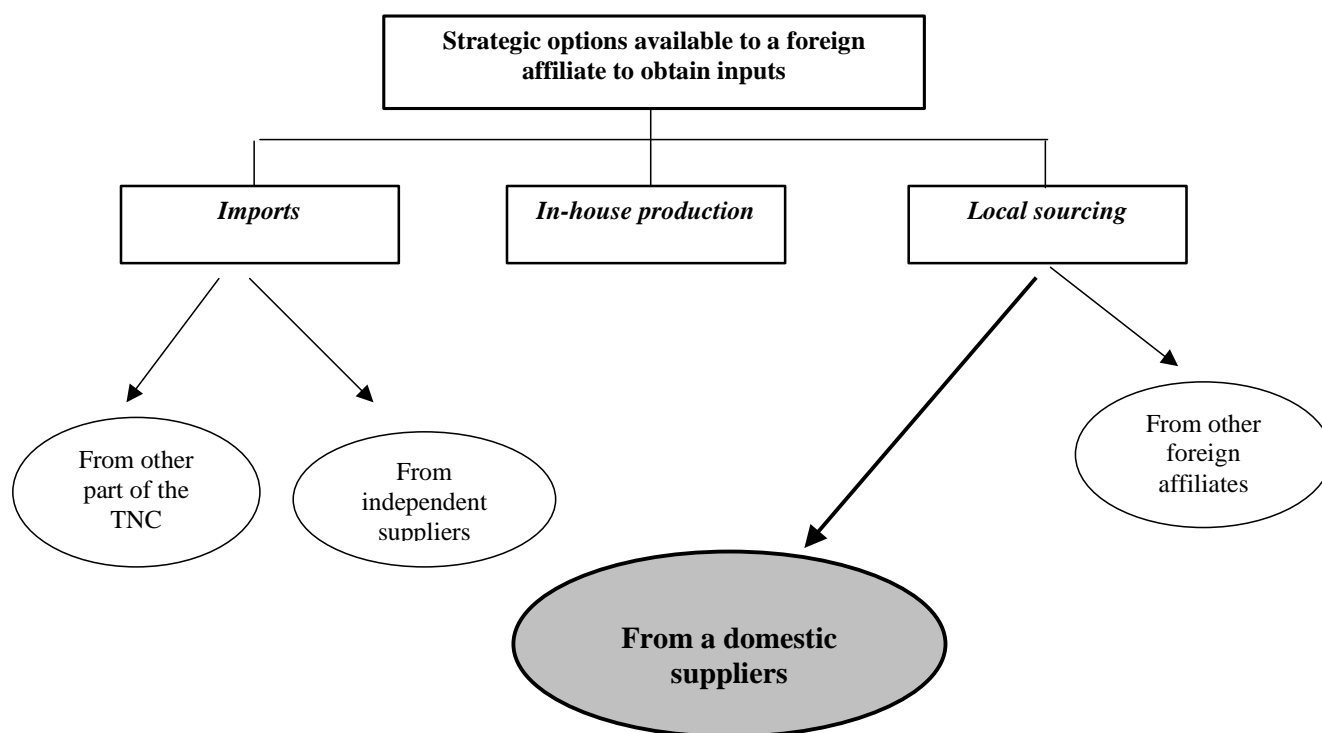 Strategic options available to a foreign
affiliate to obtain inputs
Imports
In-house production
Local sourcing
From other
part of the
TNC
From
independent
suppliers
From other
foreign
affiliates
From a domestic
suppliers